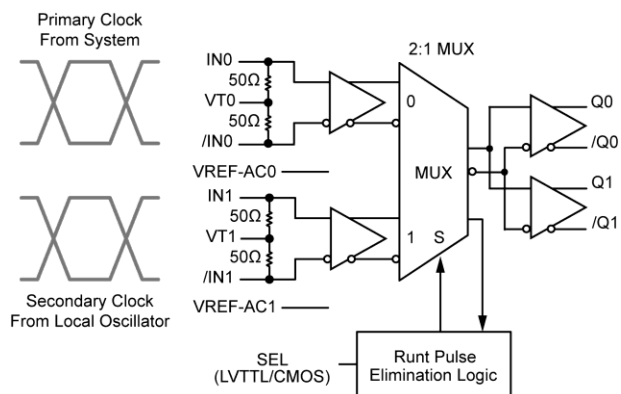 Primary Clock
From System
IN0
50Ω
VT0
50Ω
/IN0
VREF-AC0
IN1
50Ω
VT1
50Ω
/IN1
VREF-AC1
Secondary Clock
From Local Oscillator
2:1 MUX
0
MUX
1
S
Q0
/Q0
Q1
/Q1
SEL
(LVTTL/CMOS)
Runt Pulse
Elimination Logic